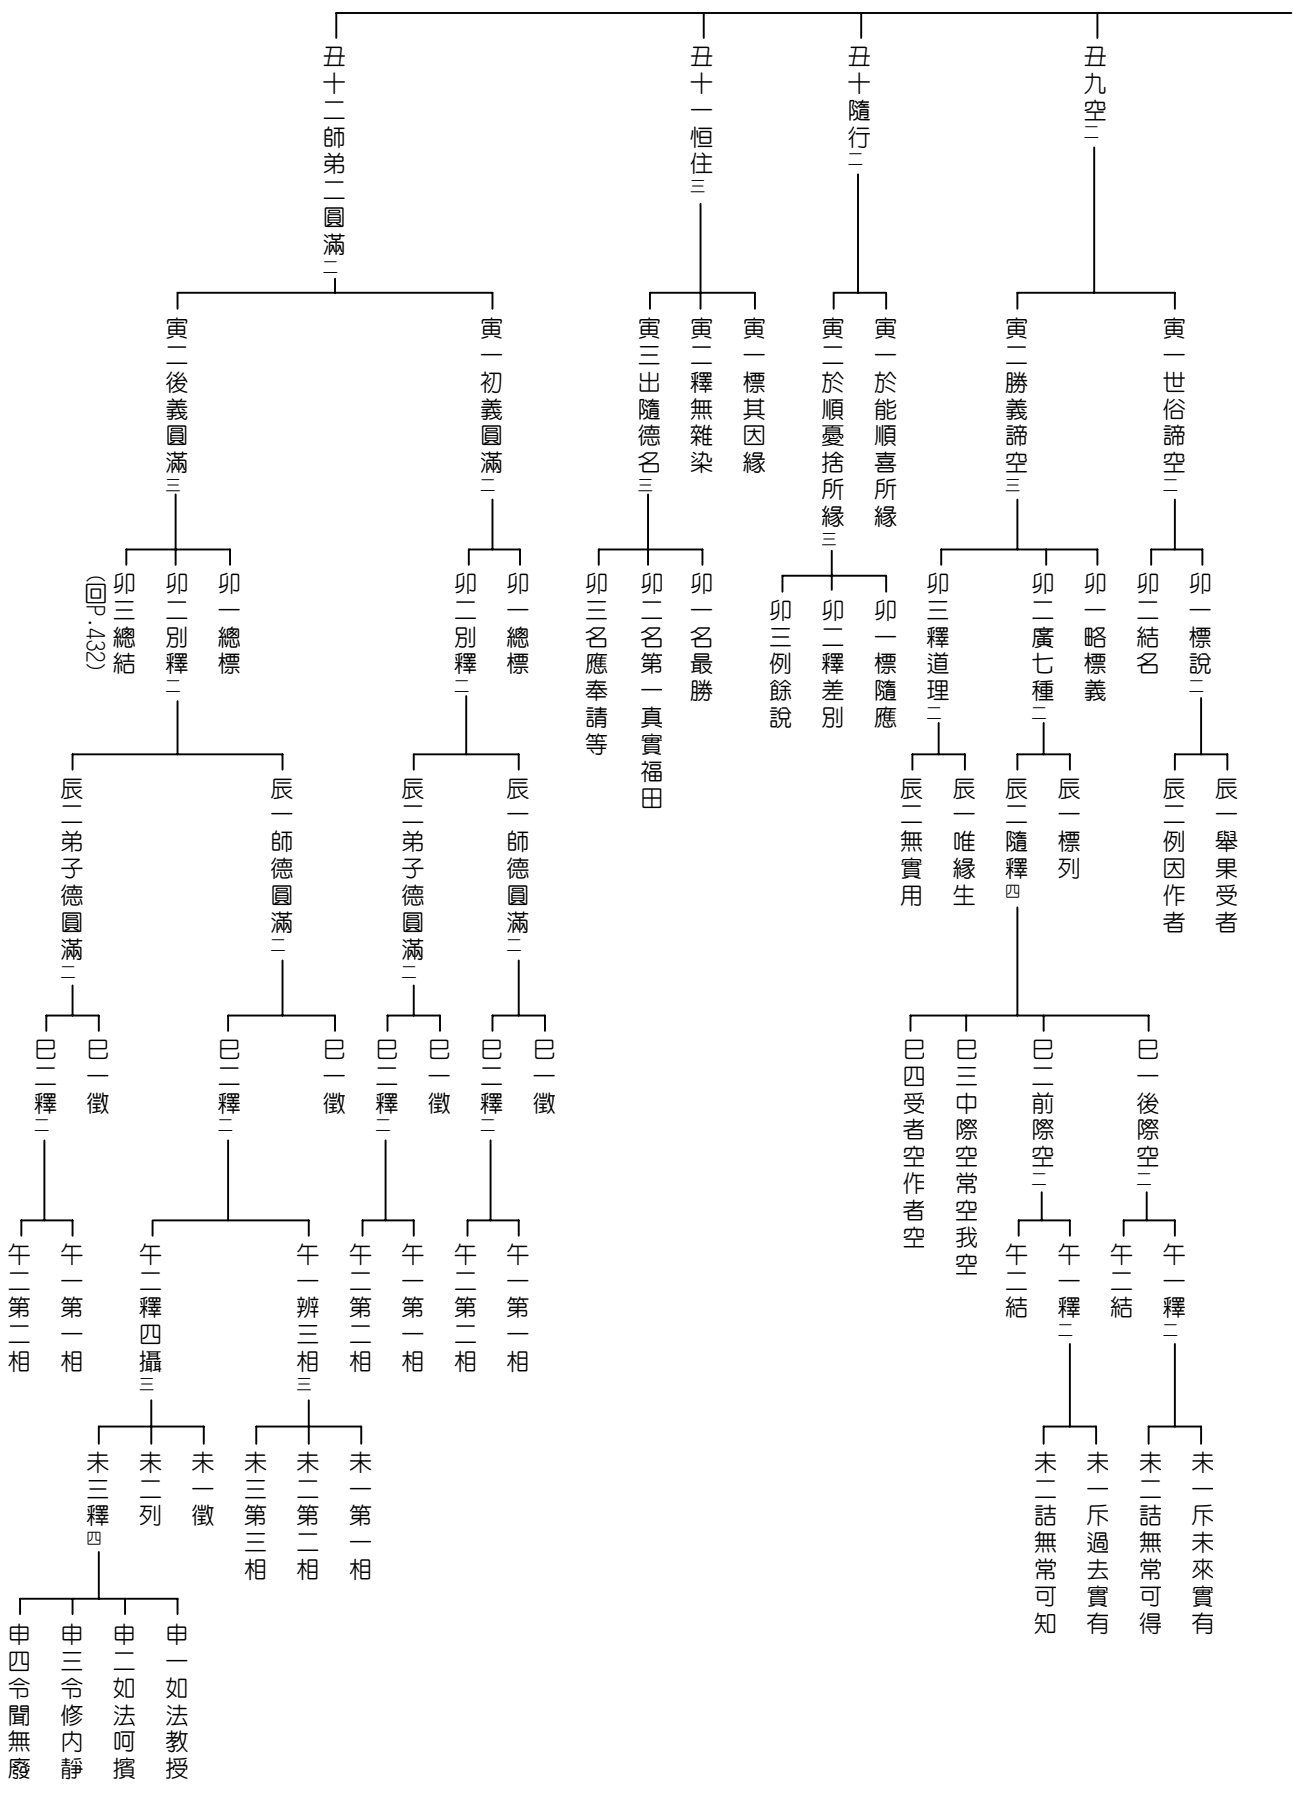 丑九空二
寅一世俗諦空二
卯一標說二
辰一舉果受者
辰二例因作者
卯二結名
寅二勝義諦空三
卯一略標義
卯二廣七種二
辰一標列
辰二隨釋四
巳一後際空二
午一釋二
未一斥未來實有
未二詰無常可得
午二結
巳二前際空二
午一釋二
未一斥過去實有
未二詰無常可知
午二結
巳三中際空常空我空
巳四受者空作者空
卯三釋道理二
辰一唯緣生
辰二無實用
丑十隨行二
寅一於能順喜所緣
寅二於順憂捨所緣三
卯一標隨應
卯二釋差別
卯三例餘說
丑十一恒住三
寅一標其因緣
寅二釋無雜染
寅三出隨德名三
卯一名最勝
卯二名第一真實福田
卯三名應奉請等
丑十二師弟二圓滿二
寅一初義圓滿二
卯一總標
卯二別釋二
辰一師德圓滿二
巳一徵
巳二釋二
午一第一相
午二第二相
辰二弟子德圓滿二
巳一徵
巳二釋二
午一第一相
午二第二相
寅二後義圓滿三
卯一總標
卯二別釋二
辰一師德圓滿二
巳一徵
巳二釋二
午一辨三相三
未一第一相
未二第二相
未三第三相
午二釋四攝三
未一徵
未二列
未三釋四
申一如法教授
申二如法呵擯
申三令修內靜
申四令聞無廢
辰二弟子德圓滿二
巳一徵
巳二釋二
午一第一相
午二第二相
卯三總結
(回P.432)